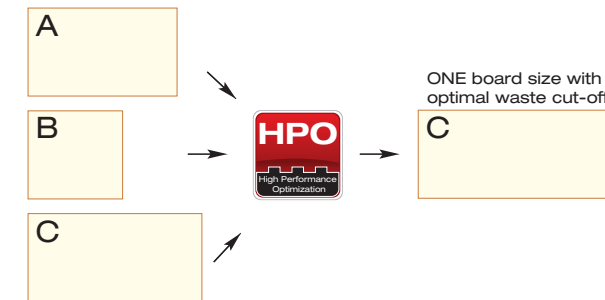 A
B
C
HPO
High Performance
Optimization
ONE board size with
optimal waste cut-off
C